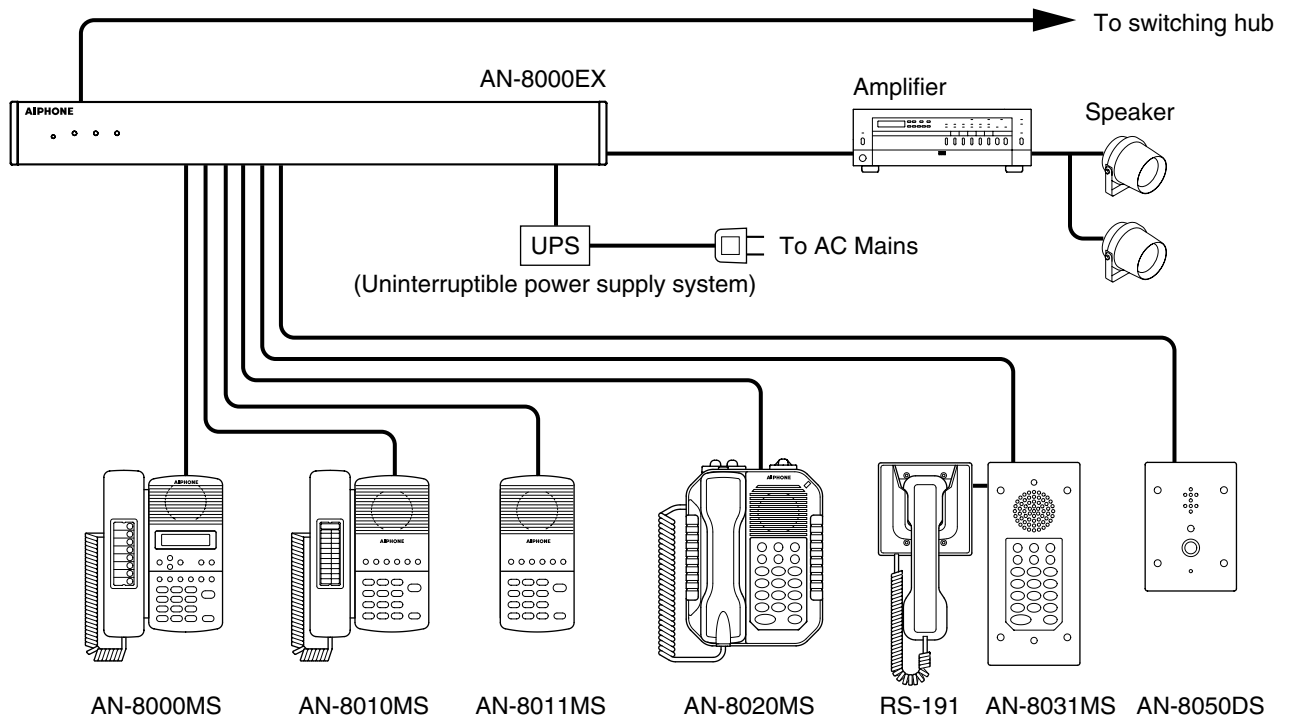 To switching hub
AN-8000EX
AIPHONE
Amplifier
Speaker
UPS
To AC Mains
(Uninterruptible power supply system)
AIPHONE
AIPHONE
AIPHONE
AIPHONE
AN-8000MS
AN-8010MS
AN-8011MS
AN-8020MS
RS-191
AN-8031MS
AN-8050DS